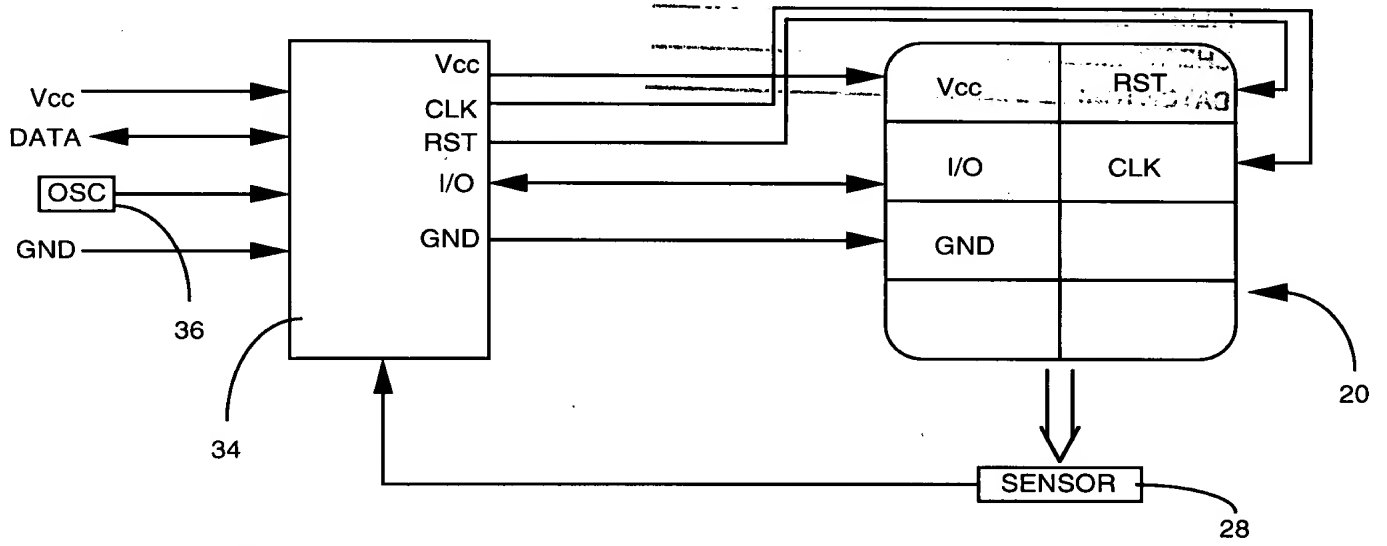 Vcc
DATA
OSC
GND
36
34
Vcc
CLK
RST
I/O
GND
Vcc
RST
I/O
CLK
GND
20
SENSOR
28